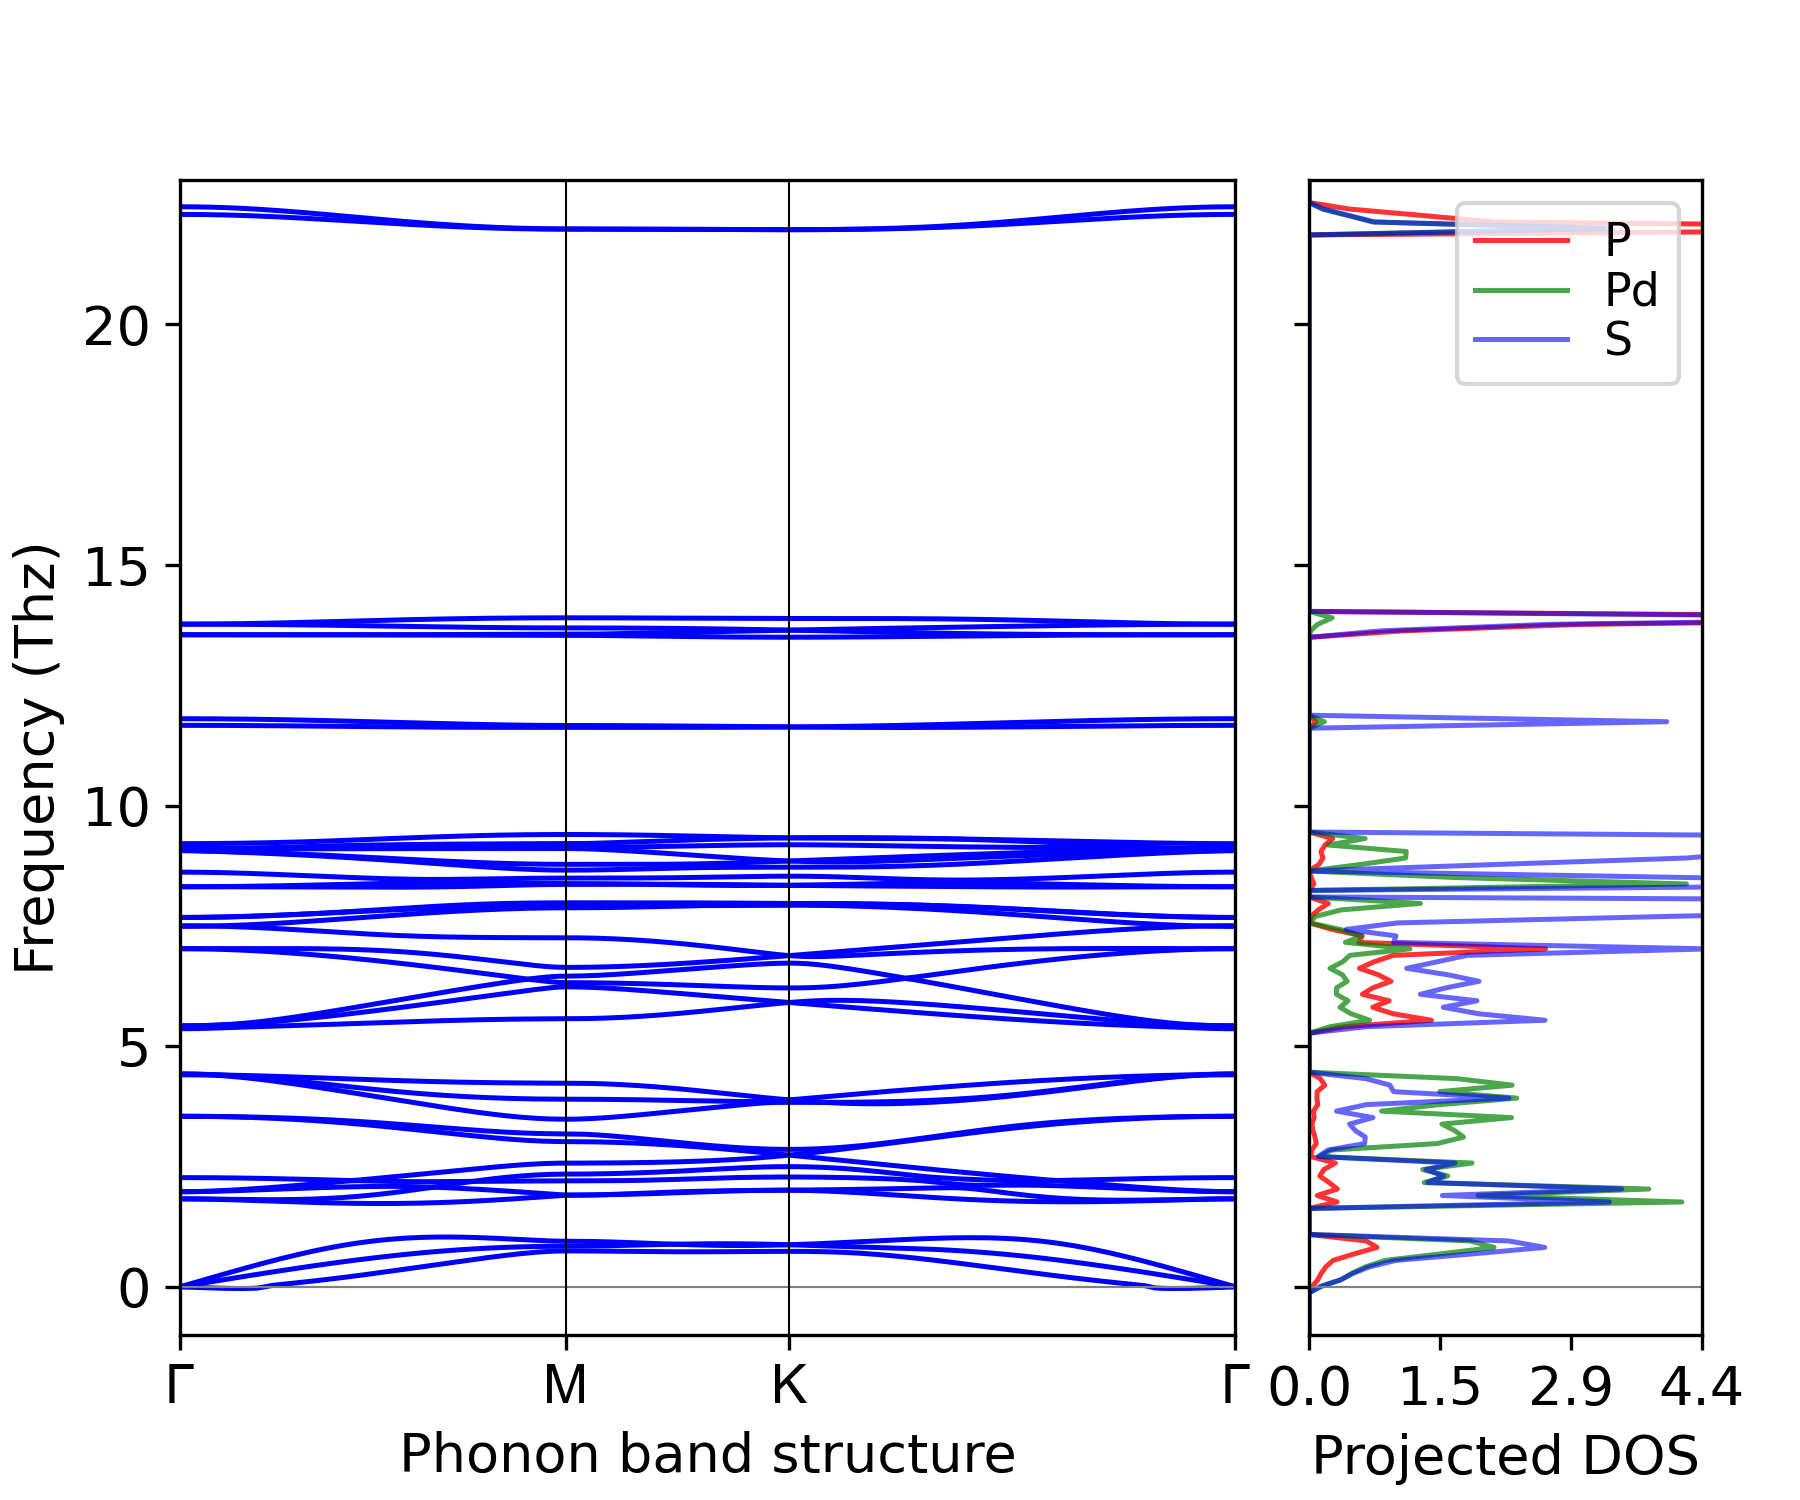 Frequency (Thz)
20
15
10
5
0
Γ M K Γ
Phonon band structure
P
Pd
S
0.0 1.5 2.9 4.4
Projected DOS